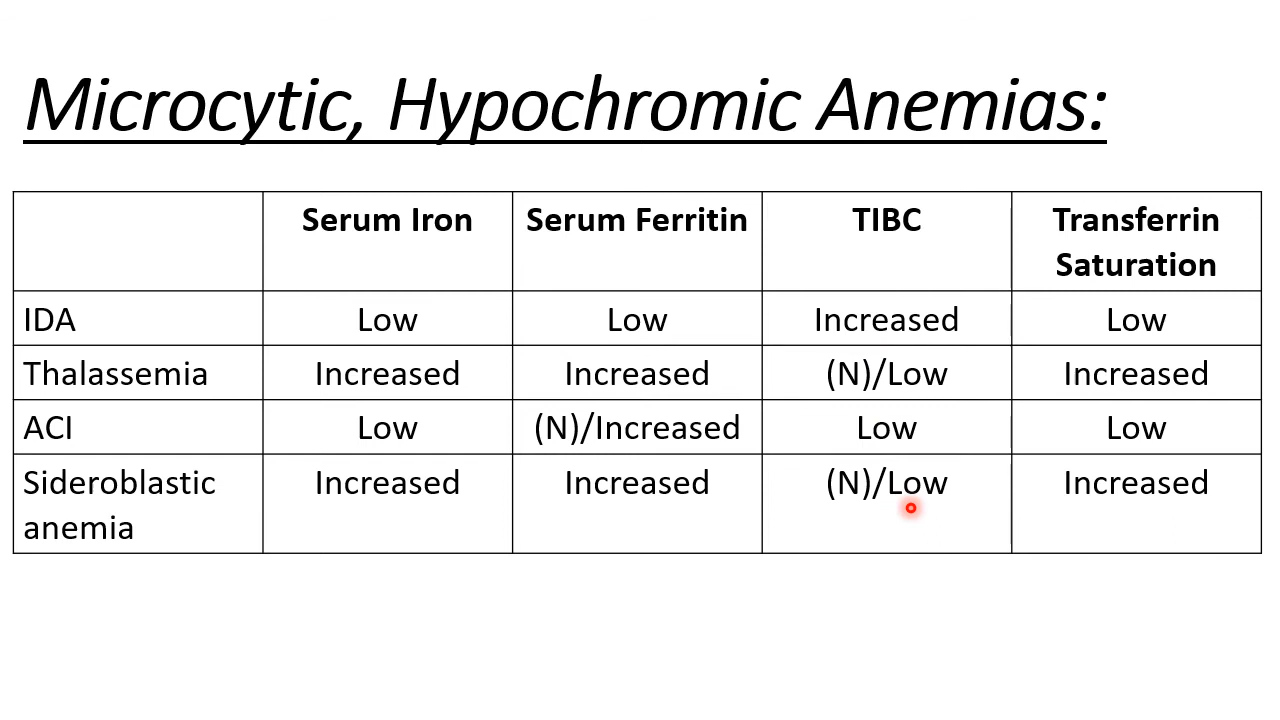 Microcytic, Hypochromic Anemias:
Serum Iron Serum Ferritin TIBC Transferrin Saturation
IDA Low Low Increased Low
Thalassemia Increased Increased (N)/Low Increased
ACI Low (N)/Increased Low Low
Sideroblastic anemia Increased Increased (N)/Low Increased